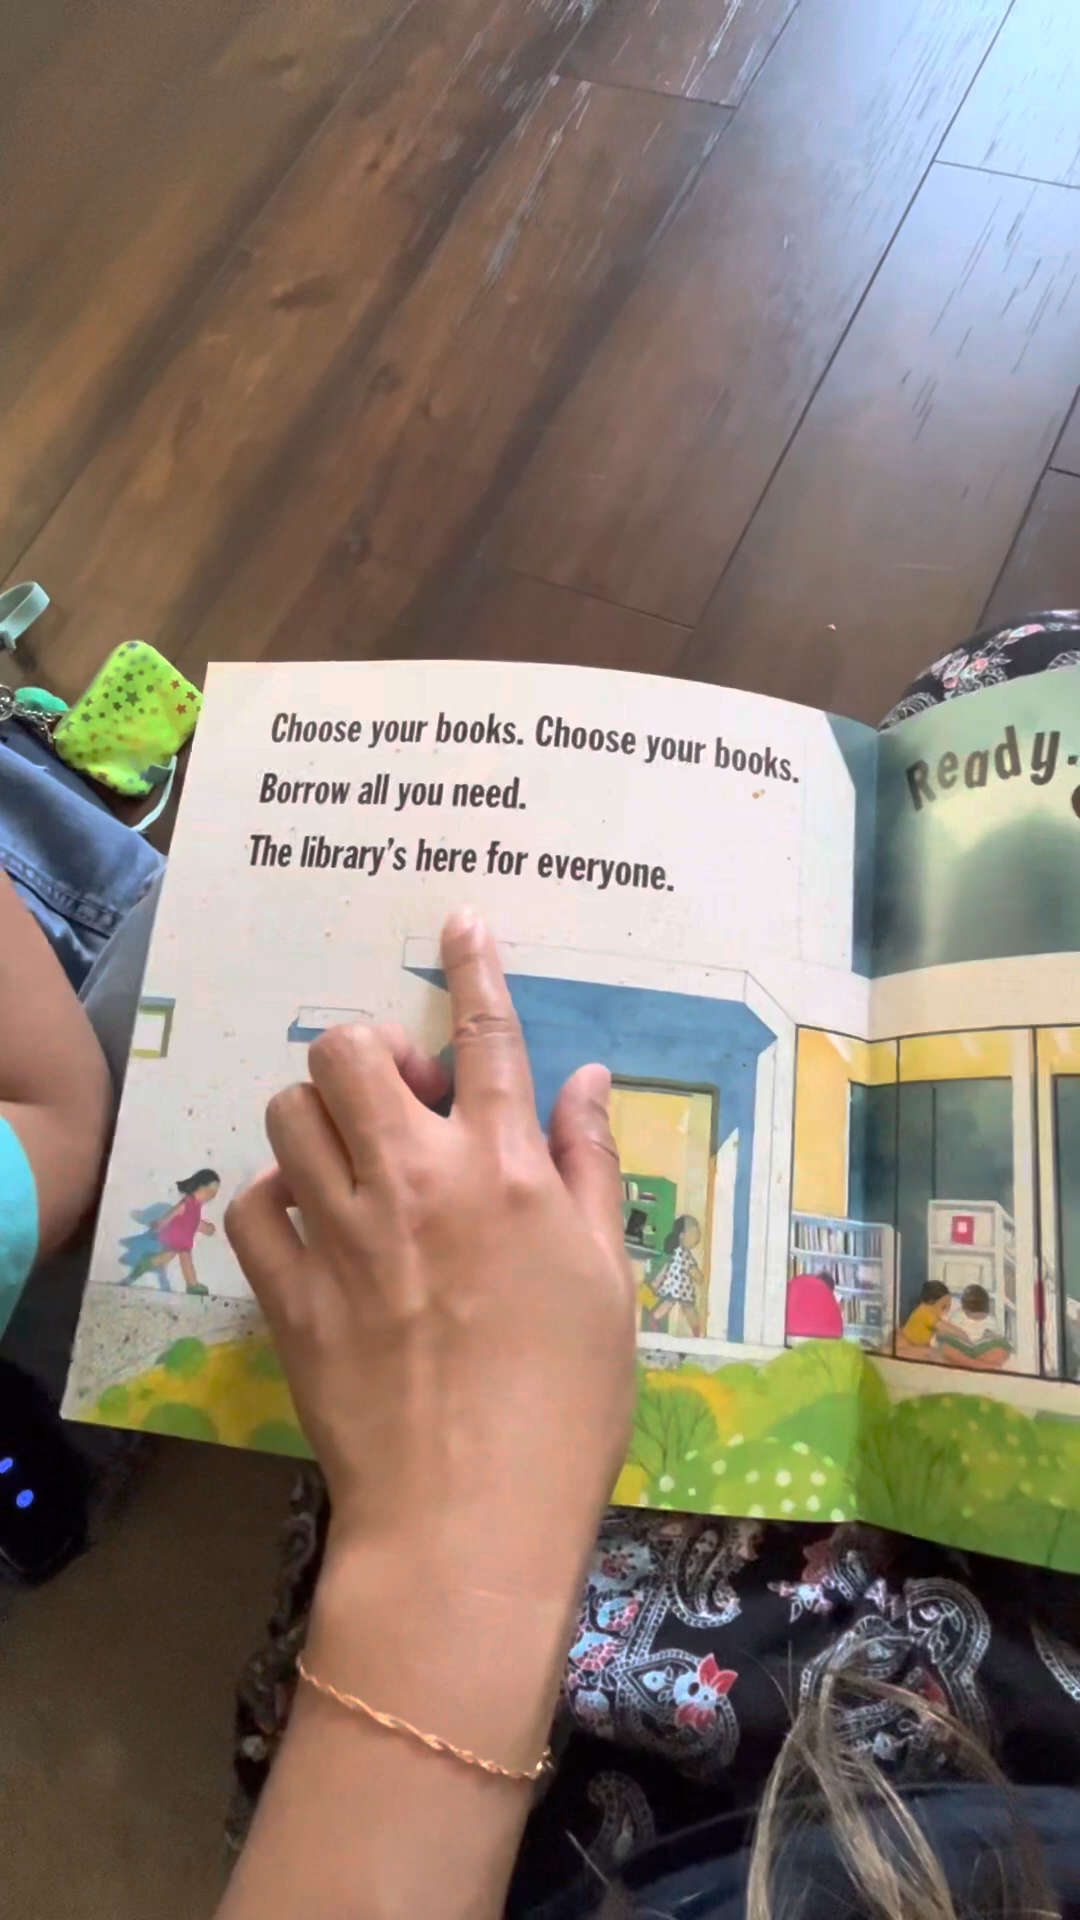 Choose your books. Choose your books.
Borrow all you need.
The library's here for everyone.
Ready.